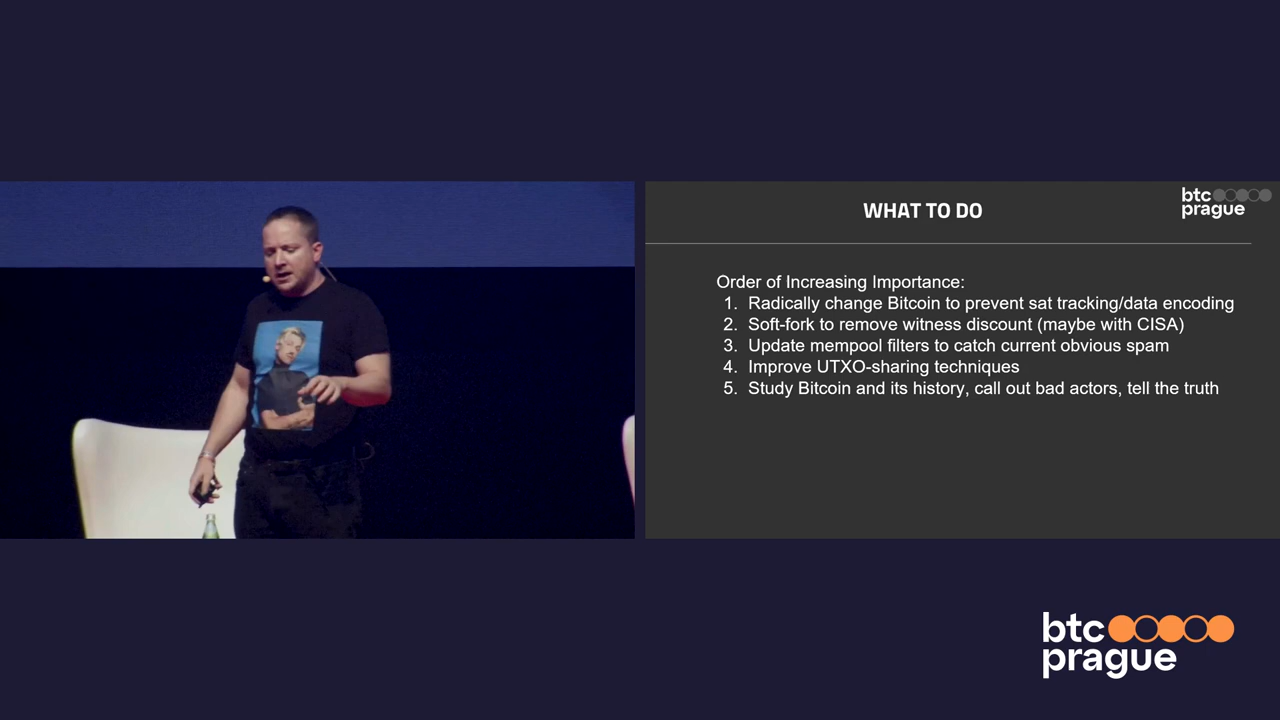 WHAT TO DO
btc
prague
Order of Increasing Importance:
1. Radically change Bitcoin to prevent sat tracking/data encoding
2. Soft-fork to remove witness discount (maybe with CISA)
3. Update mempool filters to catch current obvious spam
4. Improve UTXO-sharing techniques
5. Study Bitcoin and its history, call out bad actors, tell the truth
btc
prague